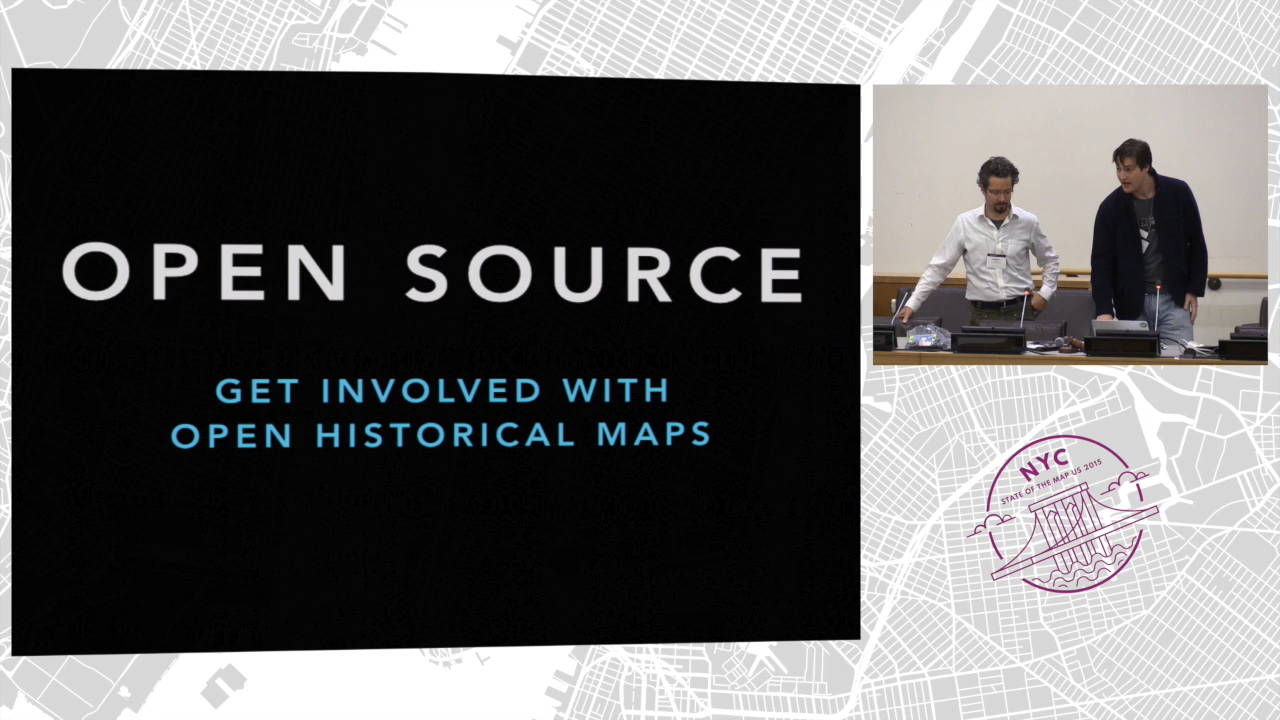 OPEN SOURCE
GET INVOLVED WITH
OPEN HISTORICAL MAPS
NYC
STATE OF THE MAP US 2015